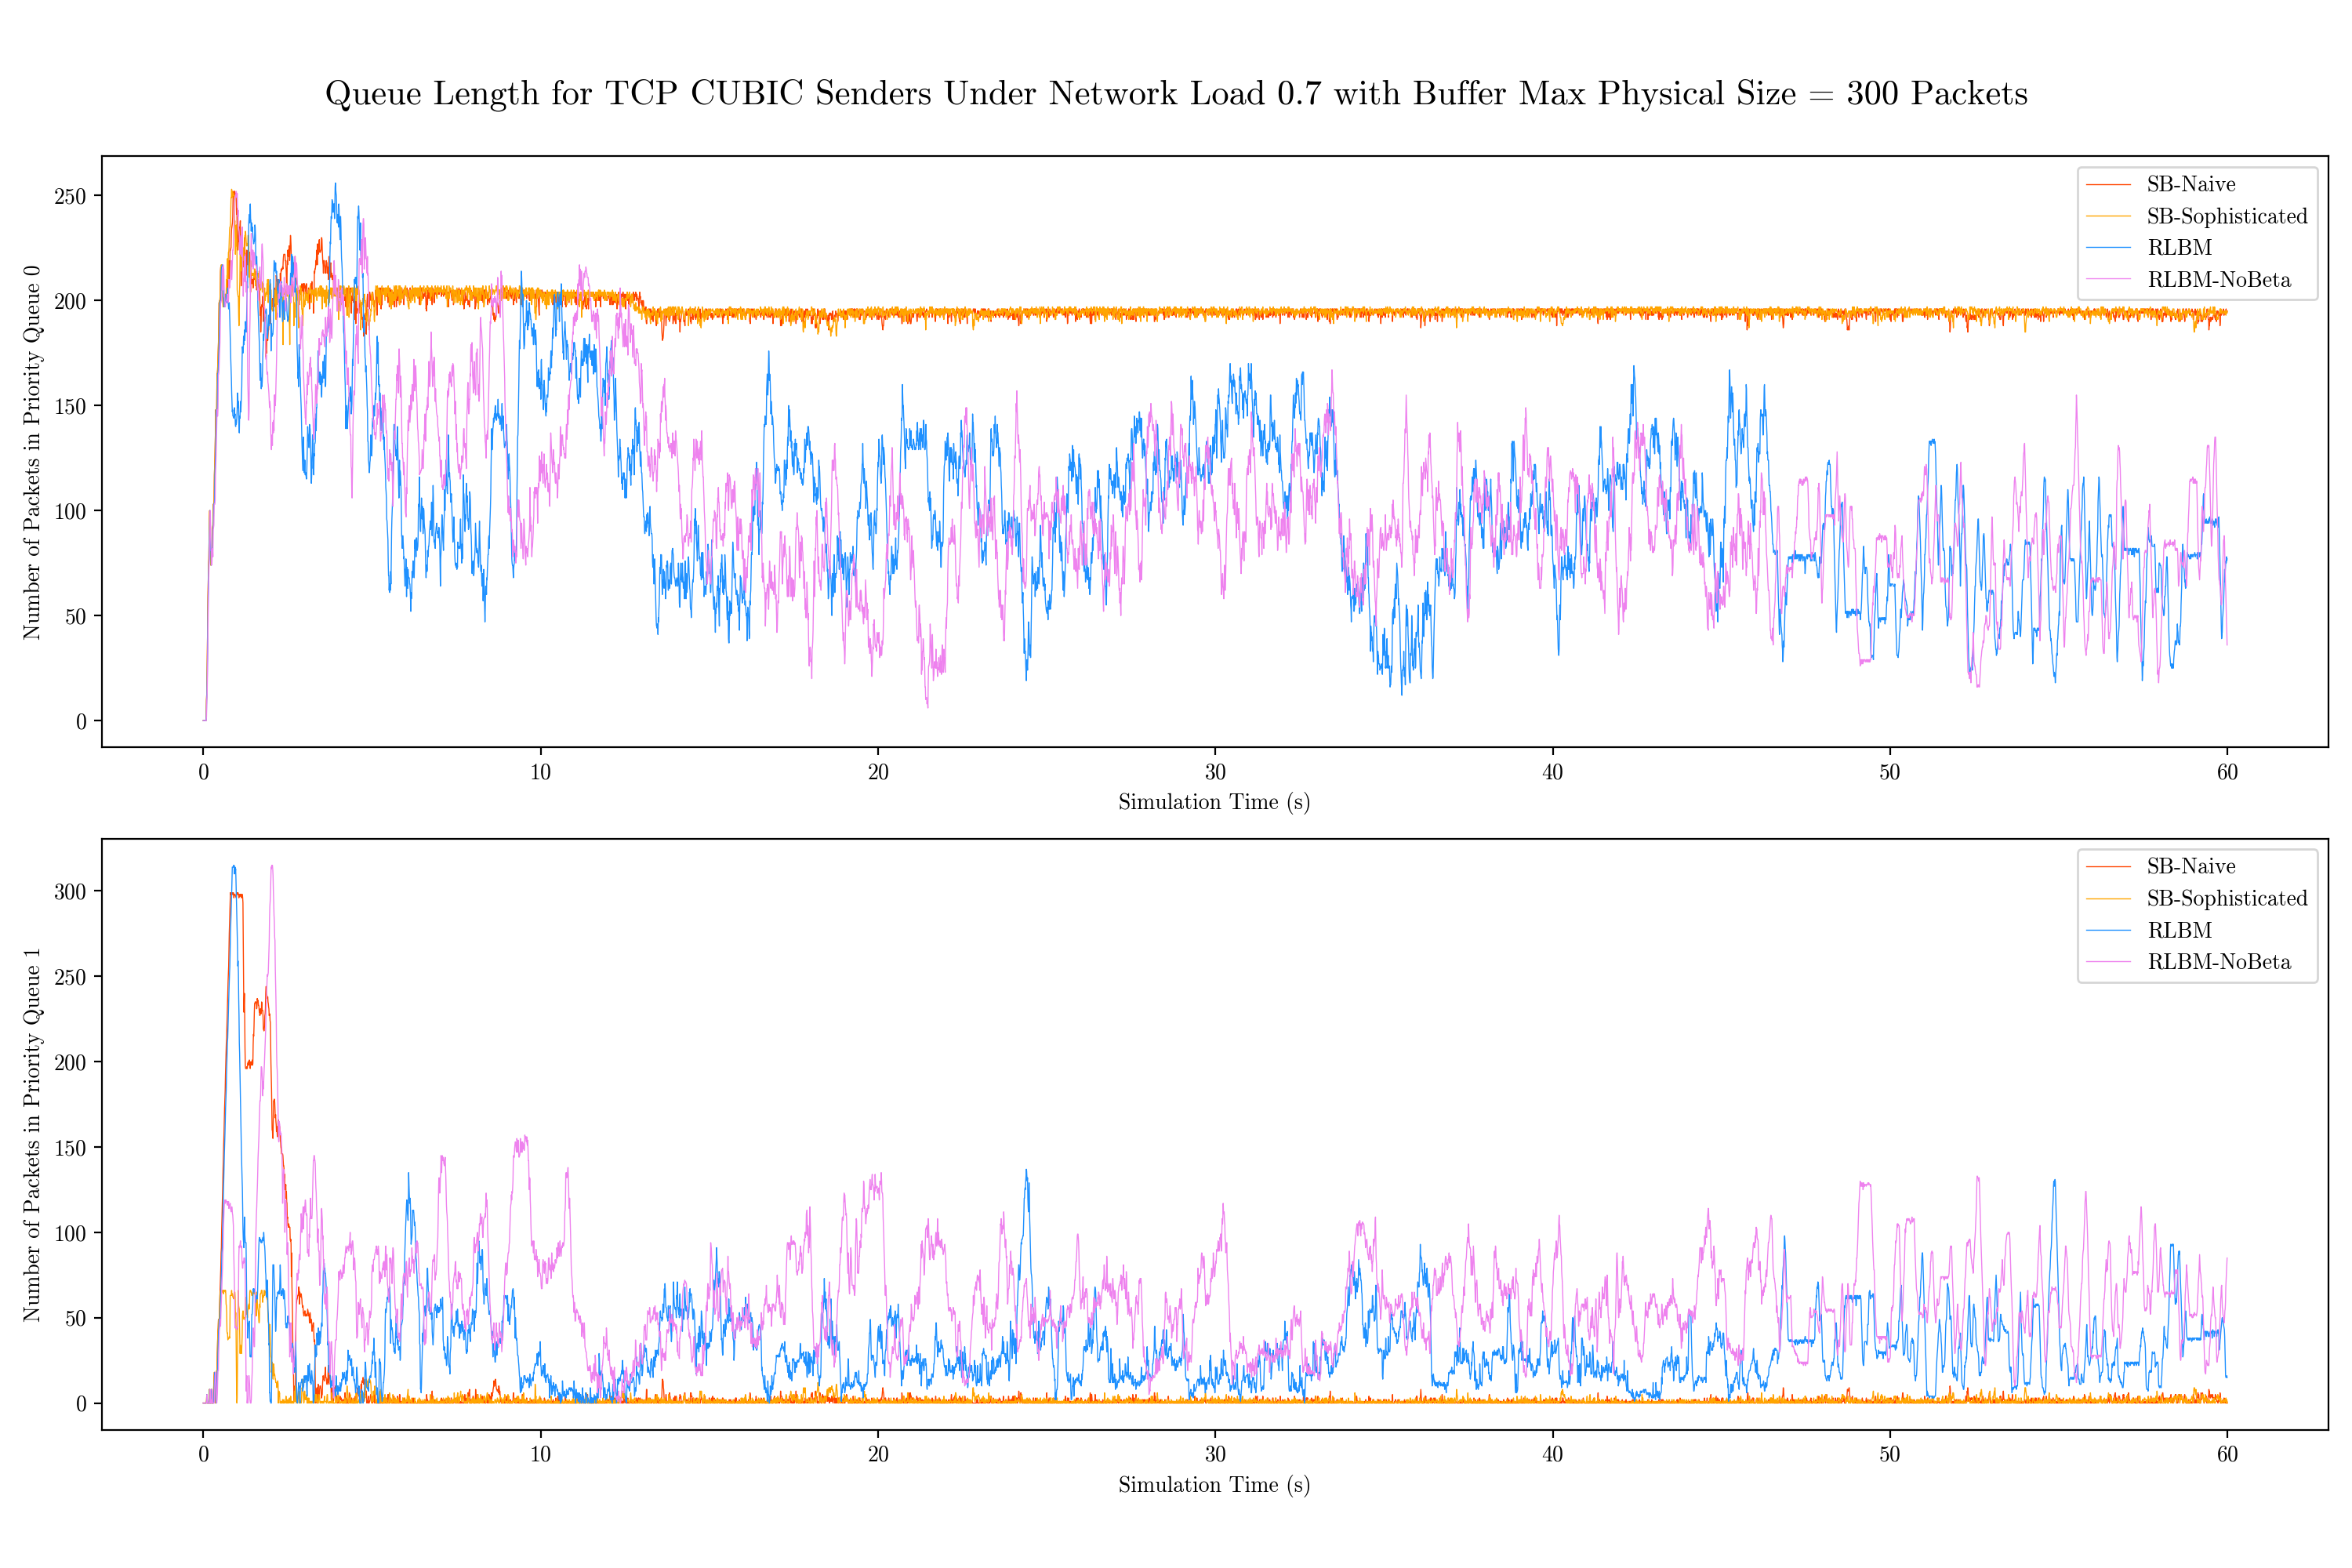 Queue Length for TCP CUBIC Senders Under Network Load 0.7 with Buffer Max Physical Size = 300 Packets
Number of Packets in Priority Queue 0
250
200
150
100
50
0
SB-Naive
SB-Sophisticated
RLBM
RLBM-NoBeta
0 10 20 30 40 50 60
Simulation Time (s)
Number of Packets in Priority Queue 1
300
250
200
150
100
50
0
SB-Naive
SB-Sophisticated
RLBM
RLBM-NoBeta
0 10 20 30 40 50 60
Simulation Time (s)